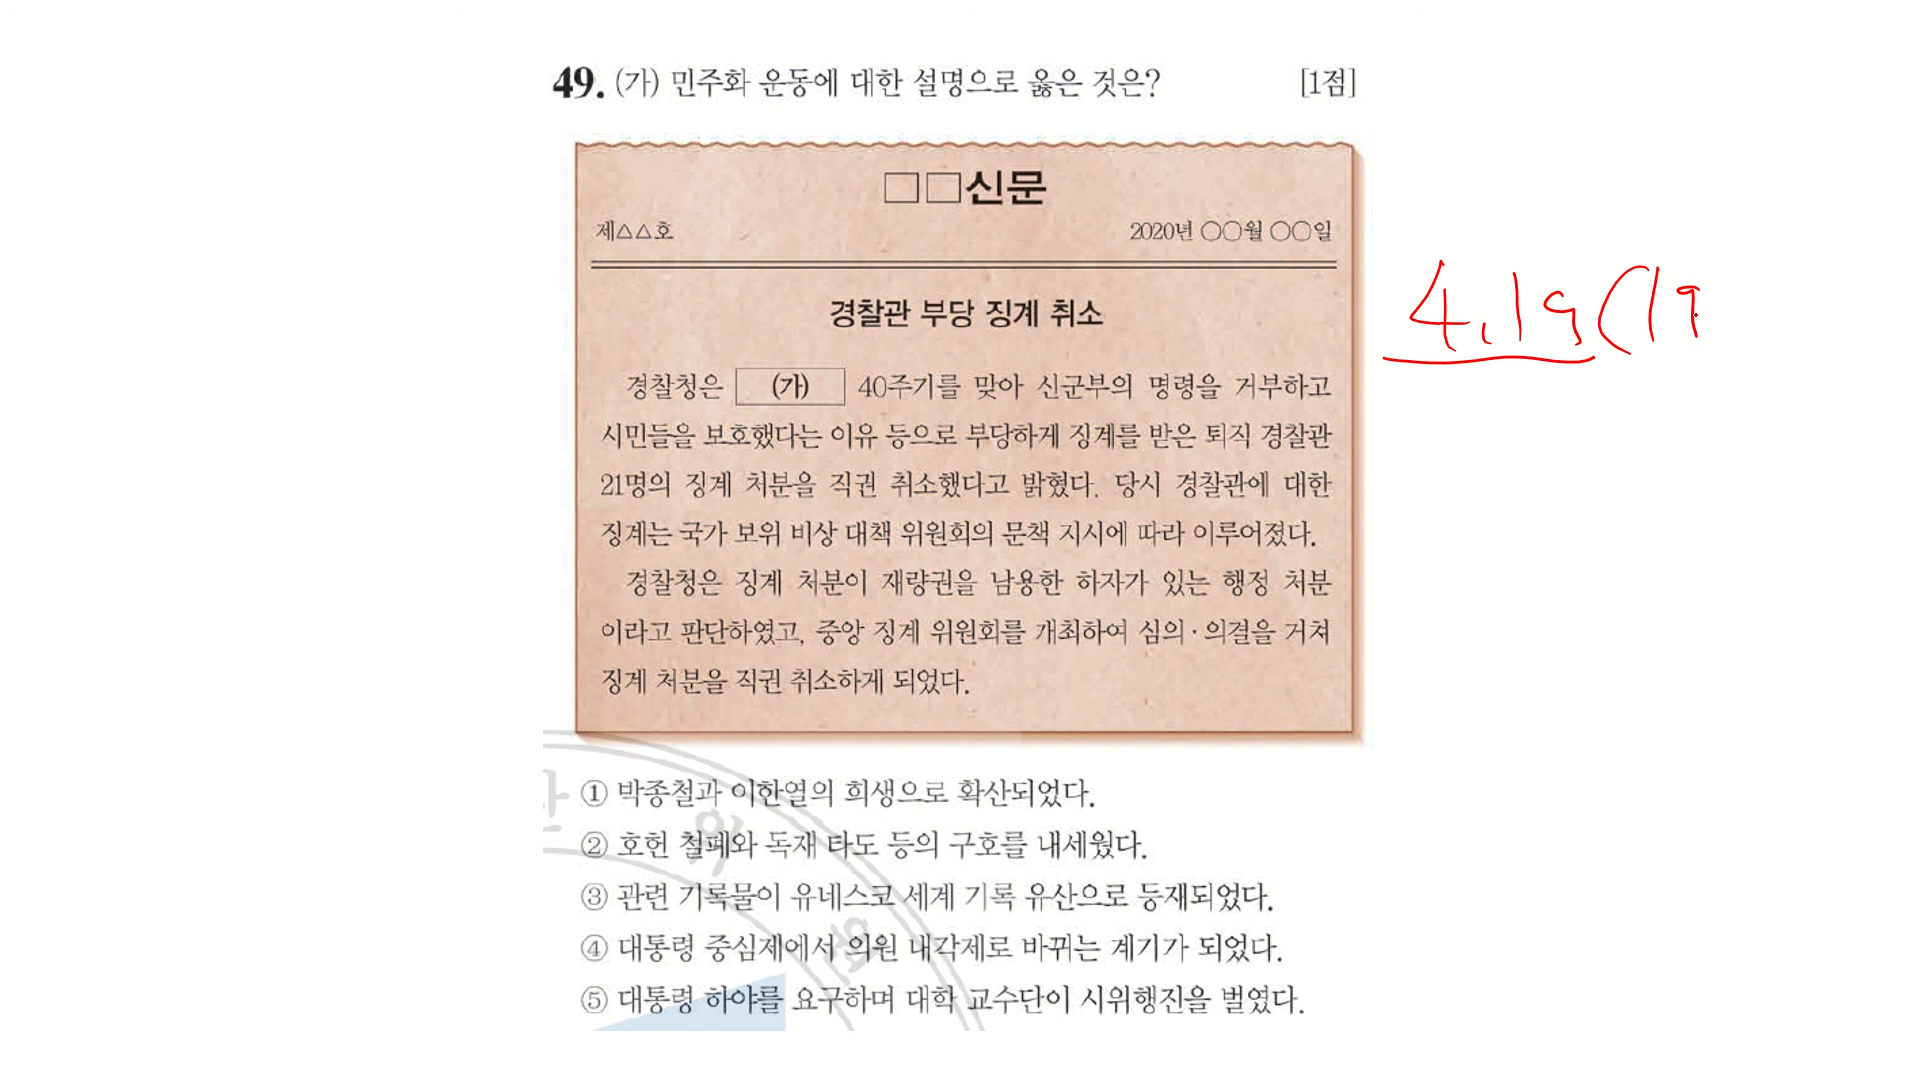 49. (가) 민주화 운동에 대한 설명으로 옳은 것은? [1점]
□□신문
제△△호 2020년 ○○월 ○○일
경찰관 부당 징계 취소
경찰청은 (가) 40주기를 맞아 신군부의 명령을 거부하고
시민들을 보호했다는 이유 등으로 부당하게 징계를 받은 퇴직 경찰관
21명의 징계 처분을 직권 취소했다고 밝혔다. 당시 경찰관에 대한
징계는 국가 보위 비상 대책 위원회의 문책 지시에 따라 이루어졌다.
경찰청은 징계 처분이 재량권을 남용한 하자가 있는 행정 처분
이라고 판단하였고, 중앙 징계 위원회를 개최하여 심의·의결을 거쳐
징계 처분을 직권 취소하게 되었다.
4.19(19
① 박종철과 이한열의 희생으로 확산되었다.
② 호헌 철폐와 독재 타도 등의 구호를 내세웠다.
③ 관련 기록물이 유네스코 세계 기록 유산으로 등재되었다.
④ 대통령 중심제에서 의원 내각제로 바뀌는 계기가 되었다.
⑤ 대통령 하야를 요구하며 대학 교수단이 시위행진을 벌였다.